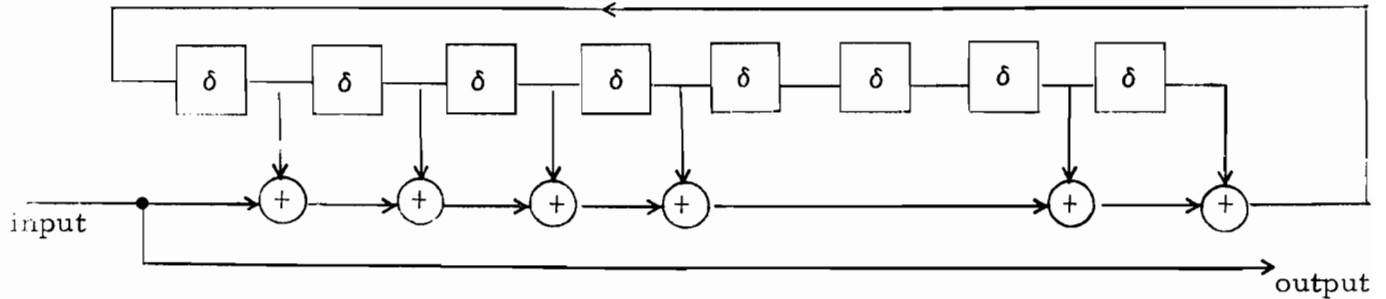 δ δ δ δ δ δ δ δ
+ + + + + +
input
output